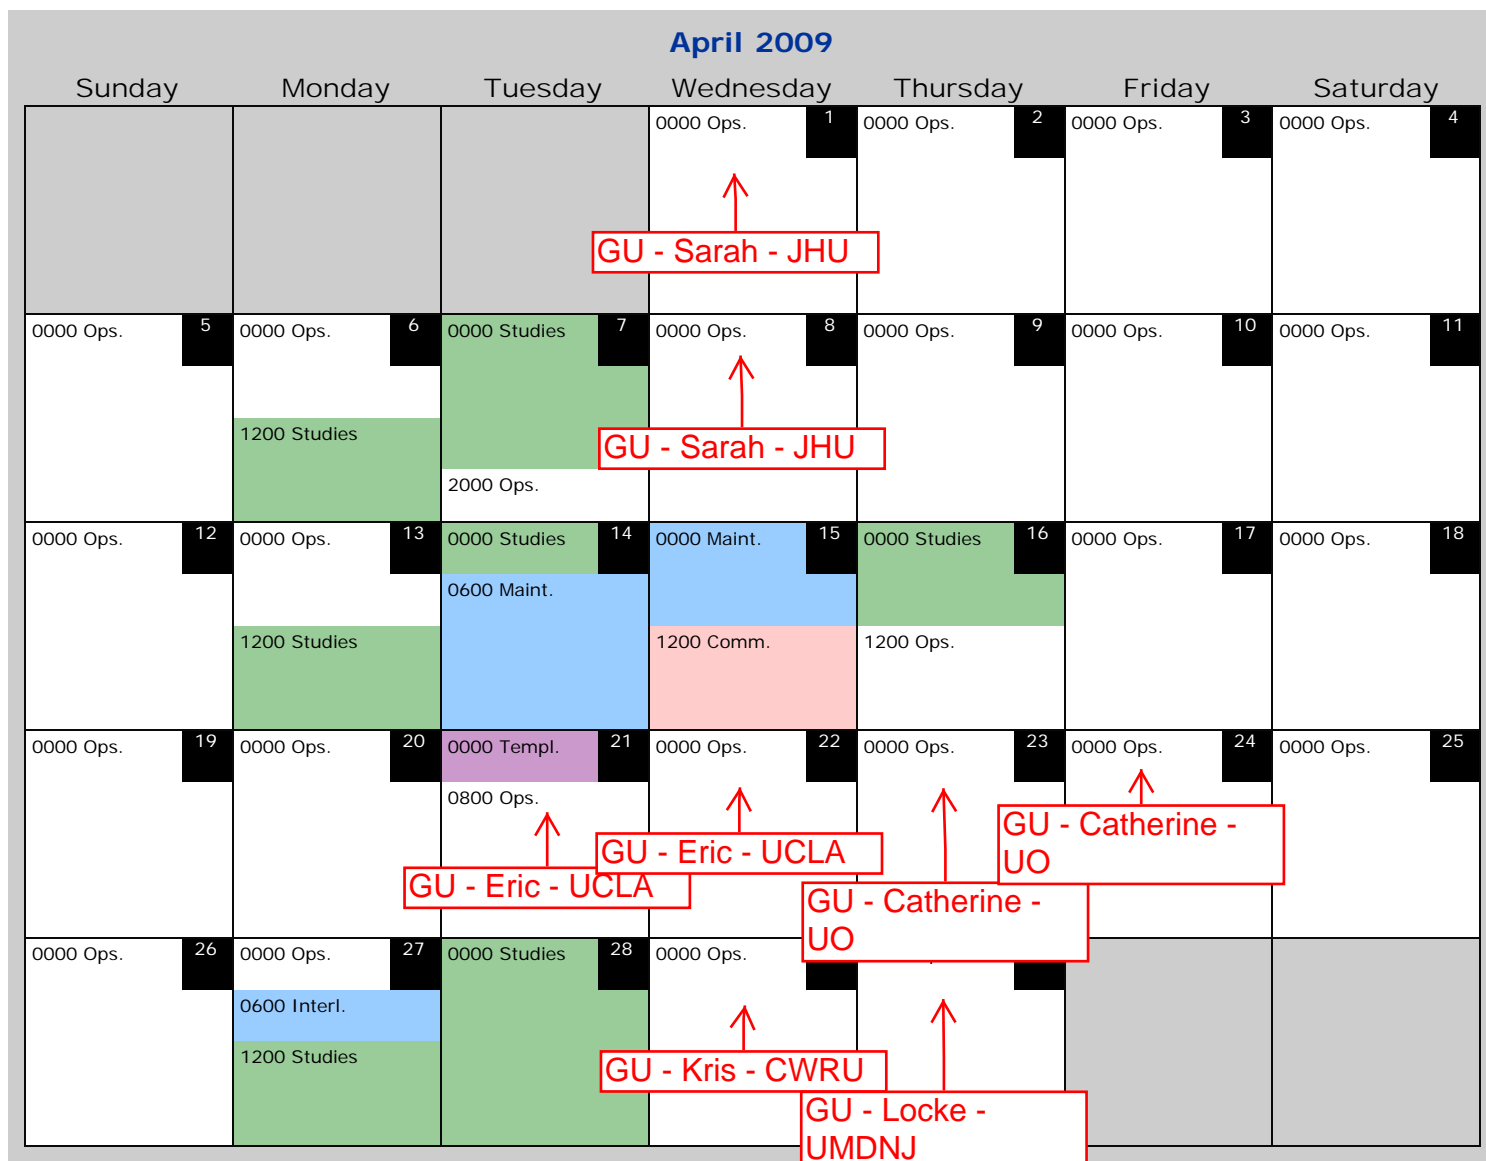 April 2009
Sunday Monday Tuesday Wednesday Thursday Friday Saturday
0000 Ops. 1 0000 Ops. 2 0000 Ops. 3 0000 Ops. 4
GU - Sarah - JHU
0000 Ops. 5 0000 Ops. 6 0000 Studies 7 0000 Ops. 8 0000 Ops. 9 0000 Ops. 10 0000 Ops. 11
1200 Studies
GU - Sarah - JHU
2000 Ops.
0000 Ops. 12 0000 Ops. 13 0000 Studies 14 0000 Maint. 15 0000 Studies 16 0000 Ops. 17 0000 Ops. 18
0600 Maint.
1200 Studies 1200 Comm. 1200 Ops.
0000 Ops. 19 0000 Ops. 20 0000 Templ. 21 0000 Ops. 22 0000 Ops. 23 0000 Ops. 24 0000 Ops. 25
0800 Ops.
GU - Eric - UCLA
GU - Eric - UCLA
GU - Catherine -
UO
GU - Catherine -
UO
0000 Ops. 26 0000 Ops. 27 0000 Studies 28 0000 Ops.
0600 Interl.
1200 Studies
GU - Kris - CWRU
GU - Locke -
UMDNJ